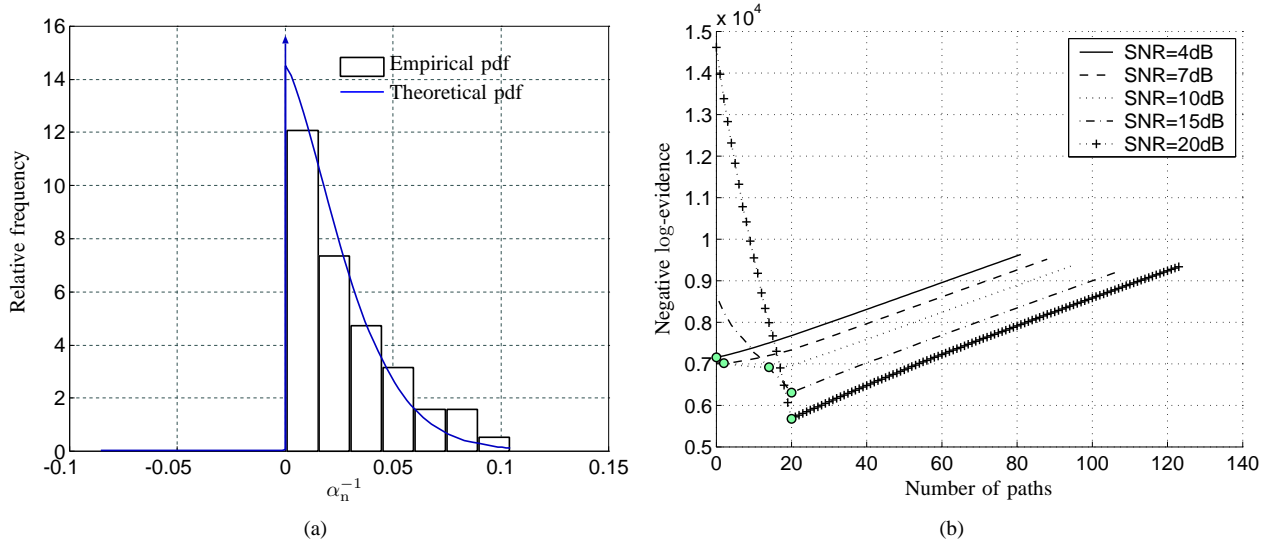 16
14
12
10
8
6
4
2
0
-0.1
-0.05
0
0.05
0.1
0.15
Relative frequency
α_n^{-1}
Empirical pdf
Theoretical pdf
(a)
x 10^4
1.5
1.4
1.3
1.2
1.1
1
0.9
0.8
0.7
0.6
0.5
0
20
40
60
80
100
120
140
Negative log-evidence
Number of paths
SNR=4dB
SNR=7dB
SNR=10dB
SNR=15dB
SNR=20dB
(b)